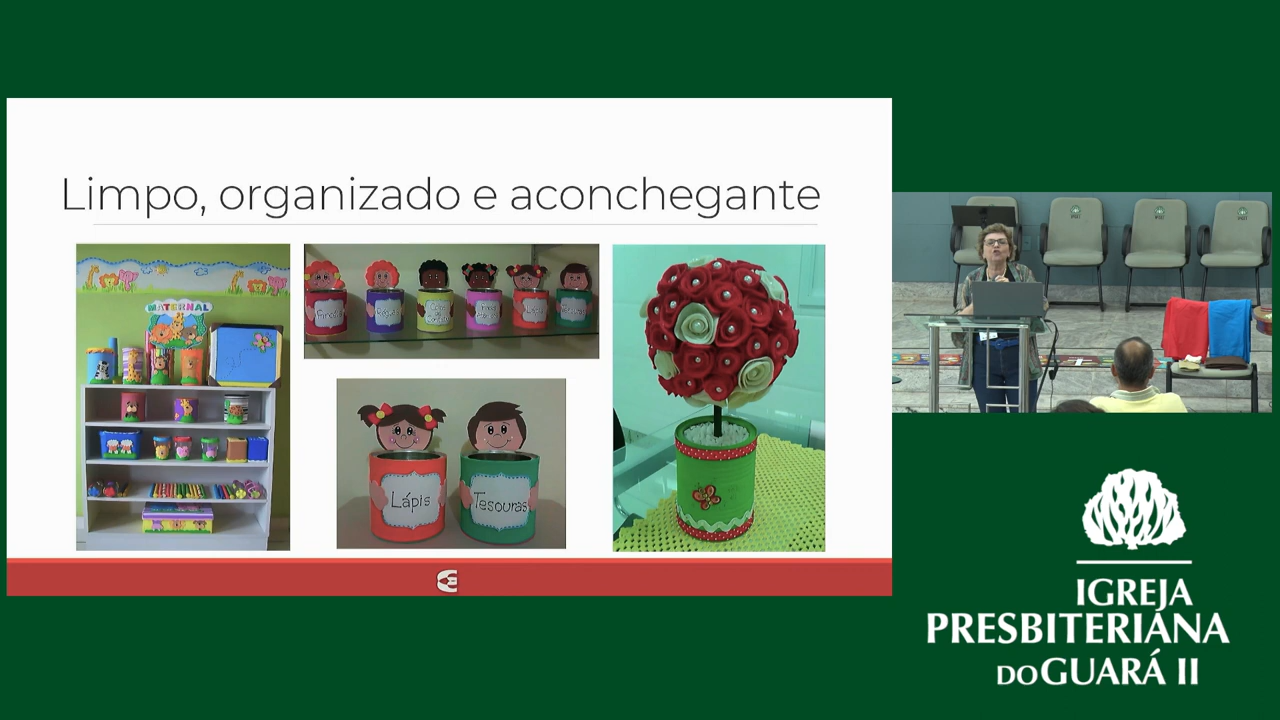 Limpo, organizado e aconchegante
MATERNAL
Lápis
Tesouras
IGREJA
PRESBITERIANA
DO GUARÁ II